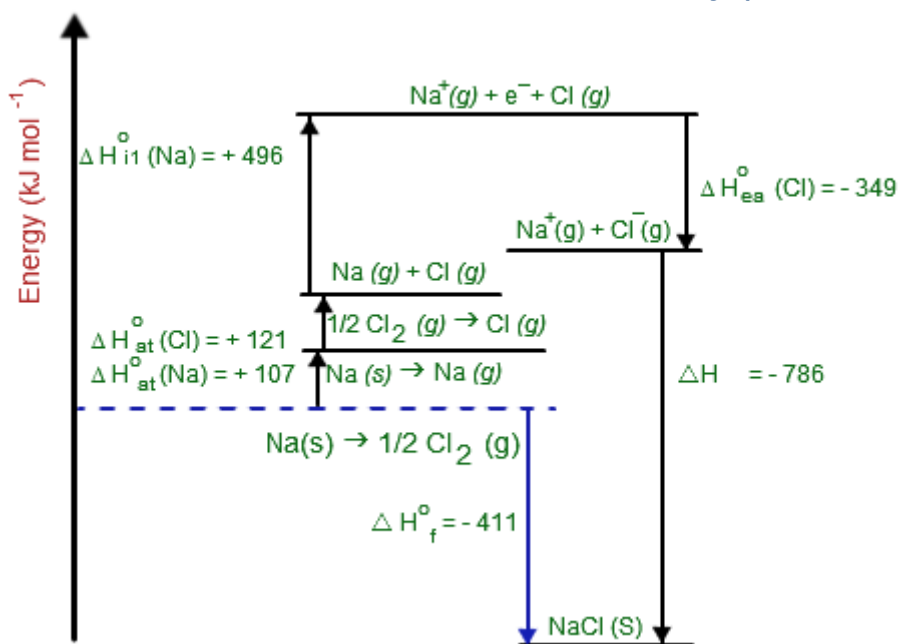 Energy (kJ mol⁻¹)
Na⁺(g) + e⁻ + Cl (g)
Δ H°i1 (Na) = + 496
Δ H°ea (Cl) = - 349
Na⁺(g) + Cl⁻(g)
Na (g) + Cl (g)
1/2 Cl₂ (g) → Cl (g)
Δ H°at (Cl) = + 121
Δ H°at (Na) = + 107
Na (s) → Na (g)
△H = - 786
Na(s) → 1/2 Cl₂ (g)
△ H°f = - 411
NaCl (S)